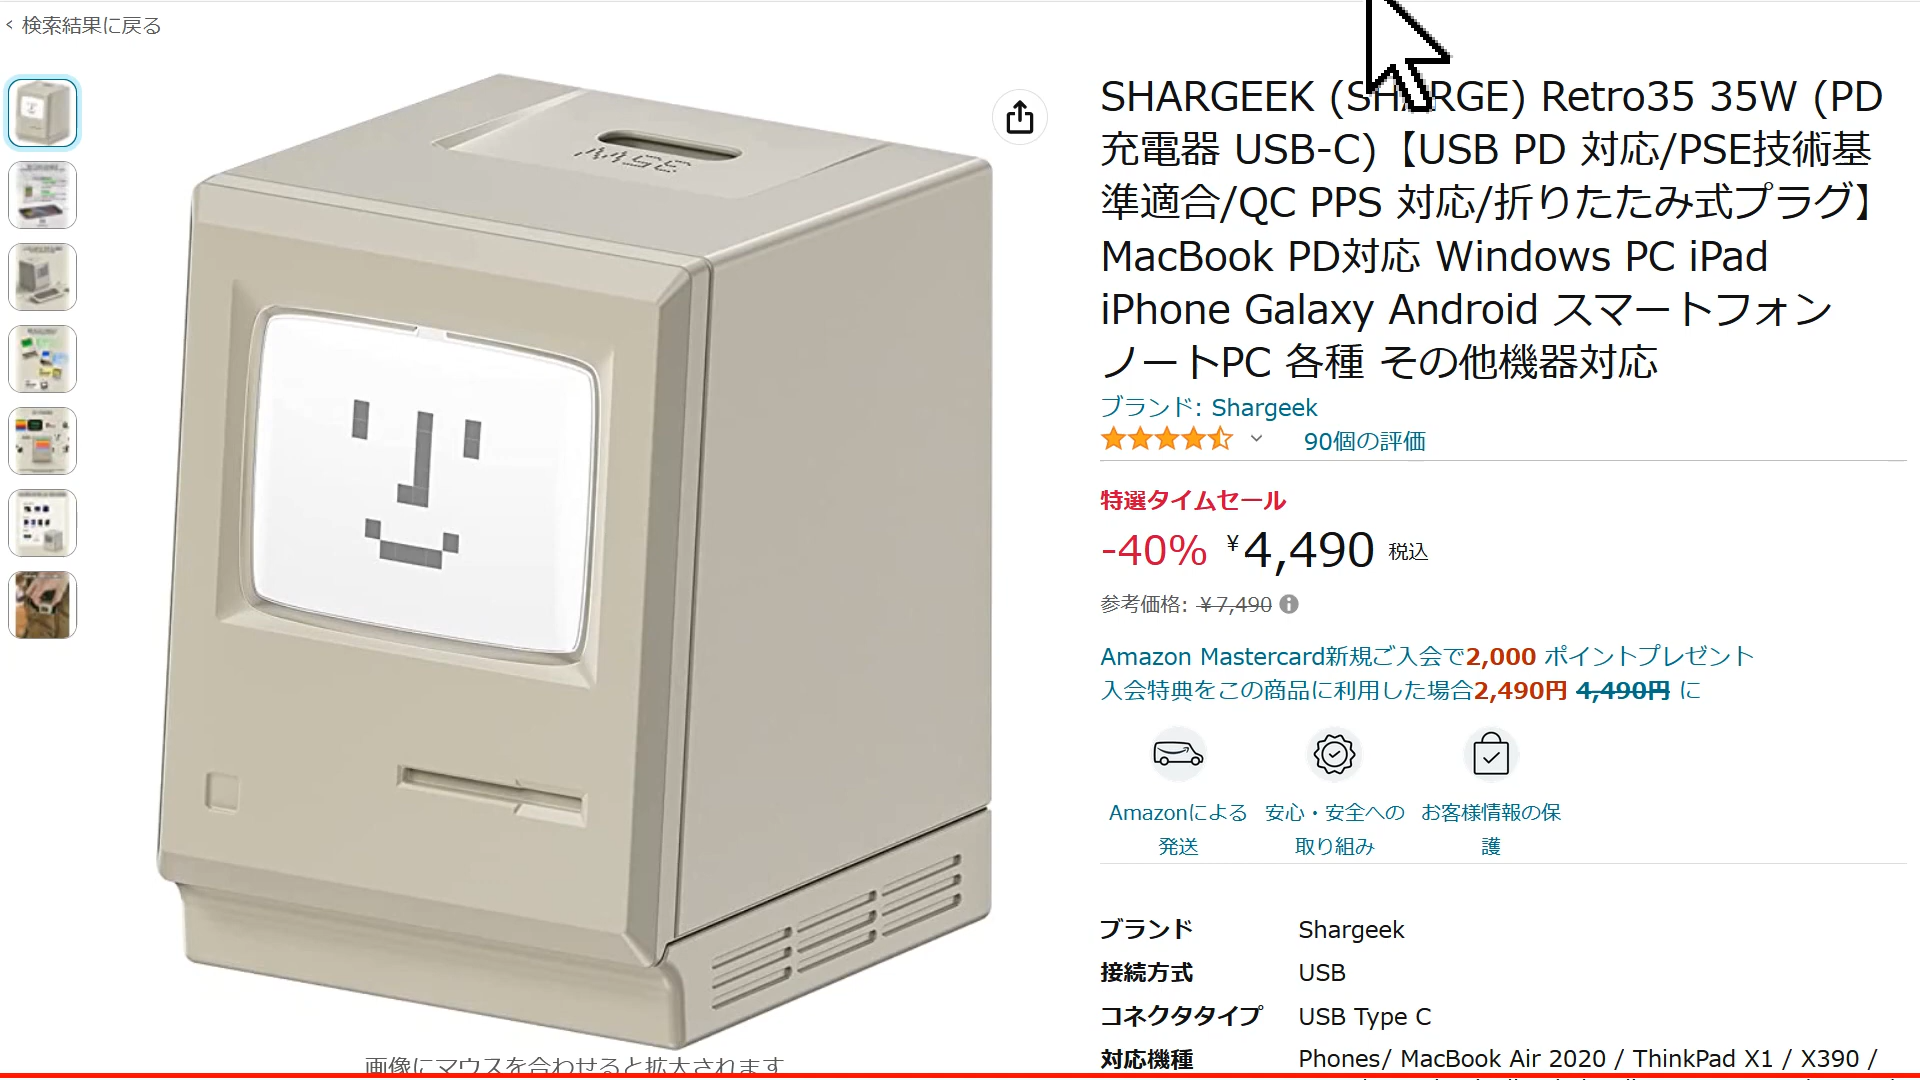 ‹ 検索結果に戻る
SHARGEEK (SHARGE) Retro35 35W (PD
充電器 USB-C)【USB PD 対応/PSE技術基
準適合/QC PPS 対応/折りたたみ式プラグ】
MacBook PD対応 Windows PC iPad
iPhone Galaxy Android スマートフォン
ノートPC 各種 その他機器対応
ブランド: Shargeek
90個の評価
特選タイムセール
-40% ¥4,490 税込
参考価格: ¥7,490
Amazon Mastercard新規ご入会で2,000 ポイントプレゼント
入会特典をこの商品に利用した場合2,490円 4,490円 に
Amazonによる発送
安心・安全への取り組み
お客様情報の保護
ブランド Shargeek
接続方式 USB
コネクタタイプ USB Type C
対応機種 Phones/ MacBook Air 2020 / ThinkPad X1 / X390 /
画像にマウスを合わせると拡大されます